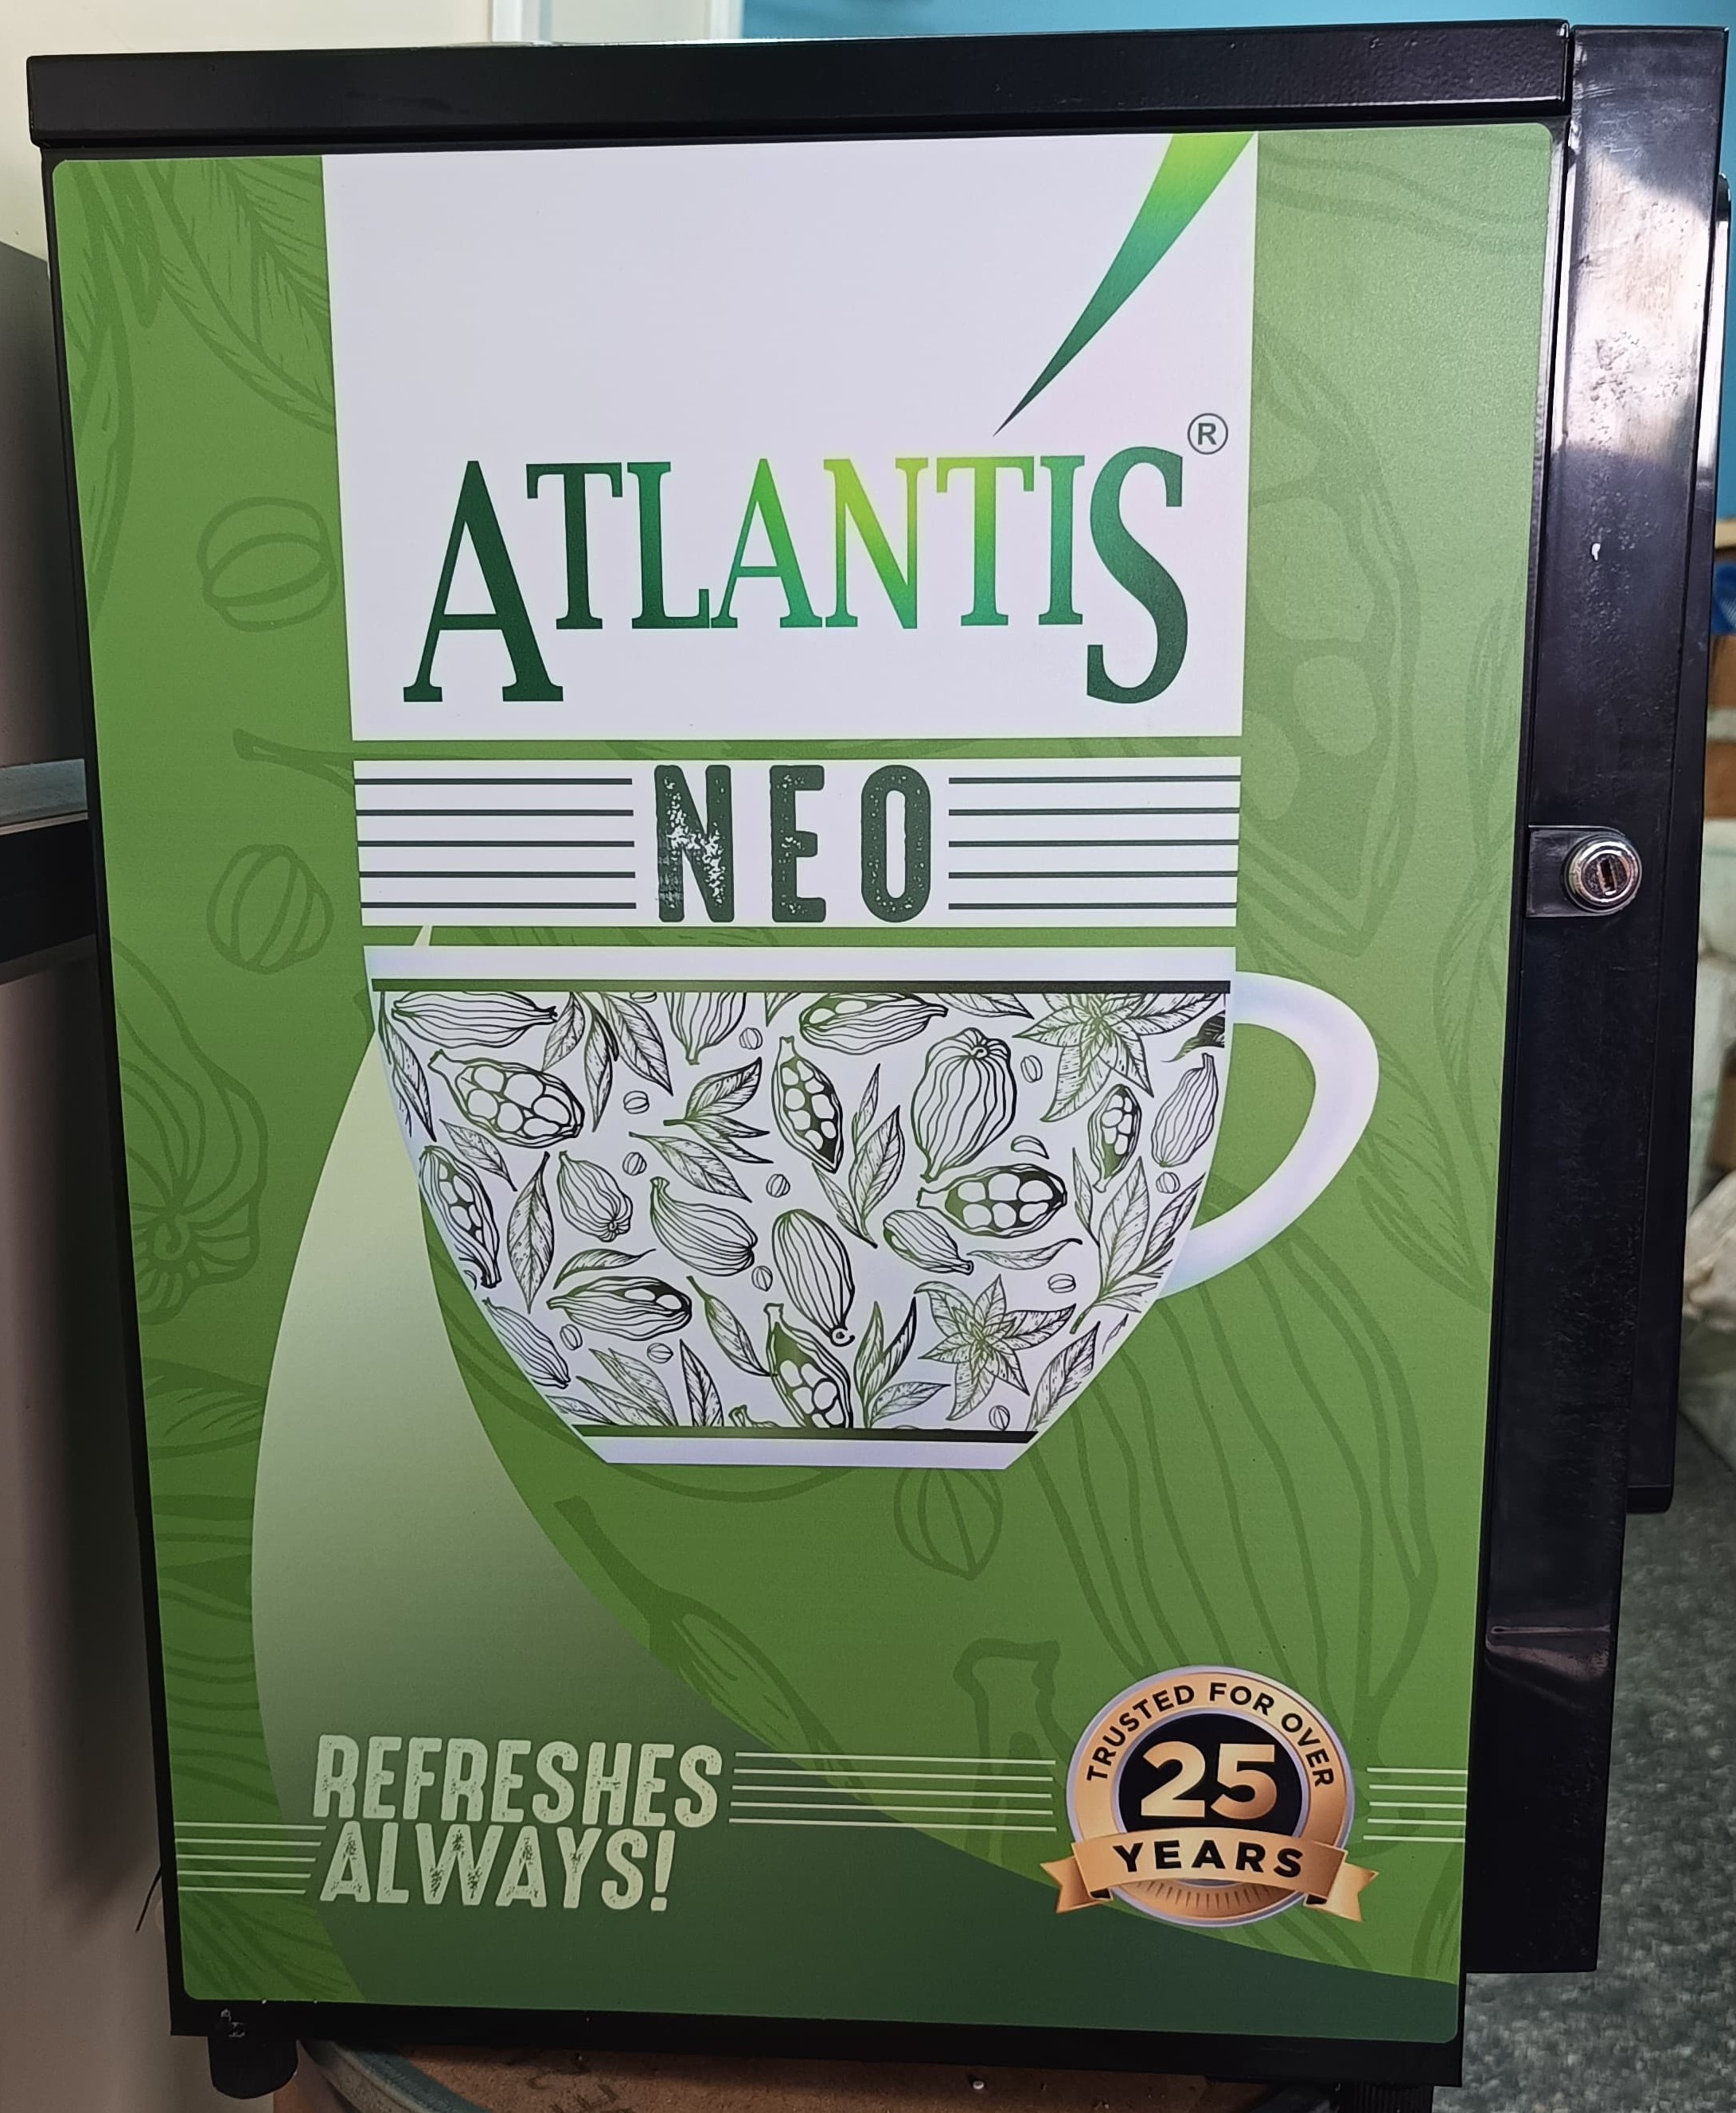 ATLANTIS®
NEO
REFRESHES
ALWAYS!
TRUSTED FOR OVER
25
YEARS